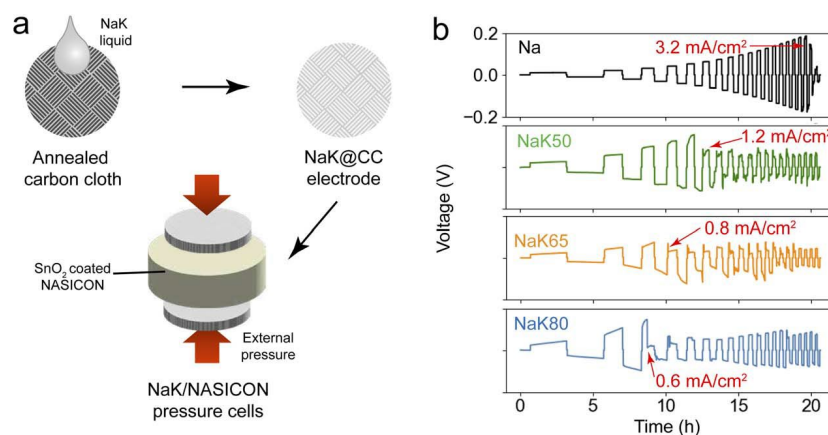 a
NaK
liquid
Annealed
carbon cloth
NaK@CC
electrode
SnO₂ coated
NASICON
External
pressure
NaK/NASICON
pressure cells
b
0.2
0.0
−0.2
Na
3.2 mA/cm²
NaK50
1.2 mA/cm²
NaK65
0.8 mA/cm²
NaK80
0.6 mA/cm²
Voltage (V)
0
5
10
15
20
Time (h)